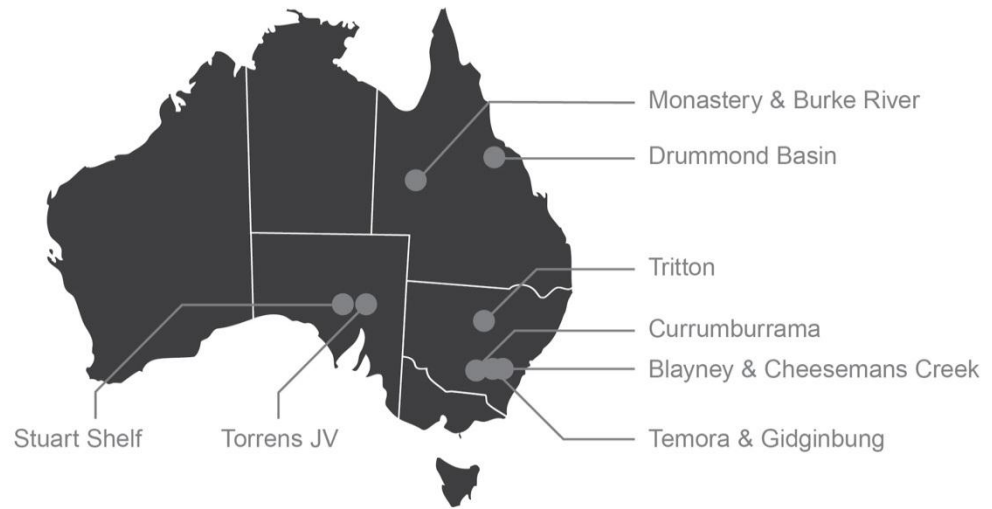 Monastery & Burke River
Drummond Basin
Tritton
Currumburrama
Blayney & Cheesemans Creek
Stuart Shelf
Torrens JV
Temora & Gidginbung